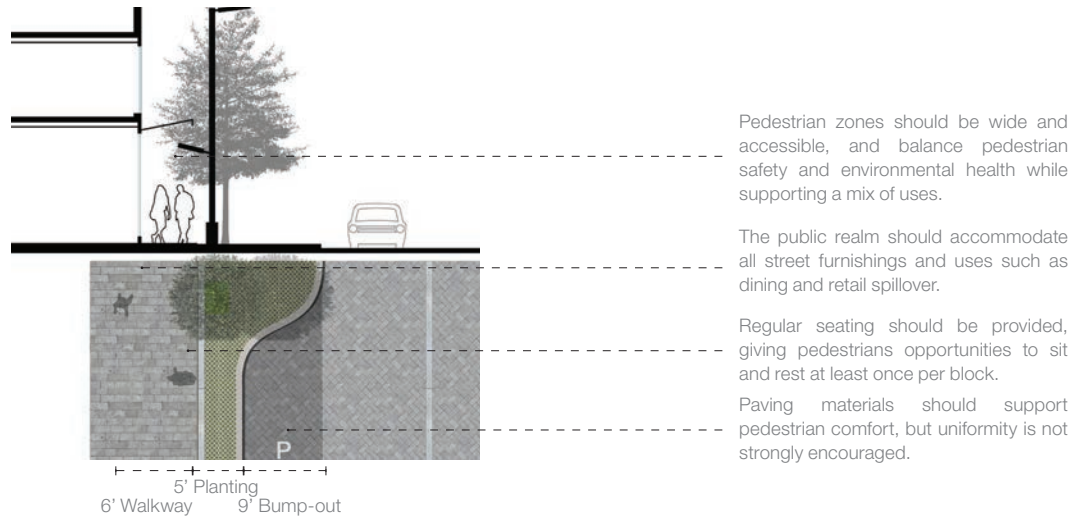 Pedestrian zones should be wide and
accessible, and balance pedestrian
safety and environmental health while
supporting a mix of uses.
The public realm should accommodate
all street furnishings and uses such as
dining and retail spillover.
Regular seating should be provided,
giving pedestrians opportunities to sit
and rest at least once per block.
Paving materials should support
pedestrian comfort, but uniformity is not
strongly encouraged.
P
5’ Planting
6’ Walkway 9’ Bump-out